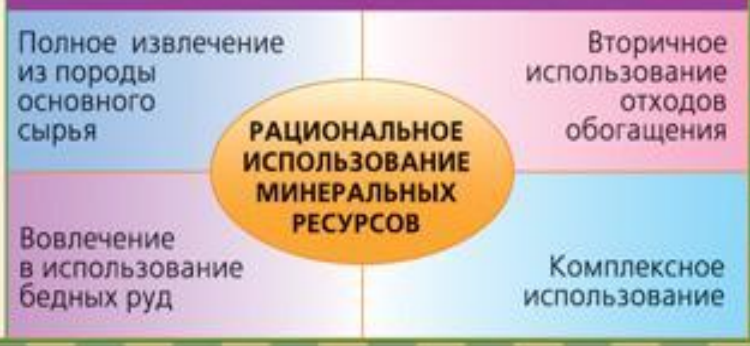 Полное извлечение
из породы
основного
сырья
Вторичное
использование
отходов
обогащения
РАЦИОНАЛЬНОЕ
ИСПОЛЬЗОВАНИЕ
МИНЕРАЛЬНЫХ
РЕСУРСОВ
Вовлечение
в использование
бедных руд
Комплексное
использование